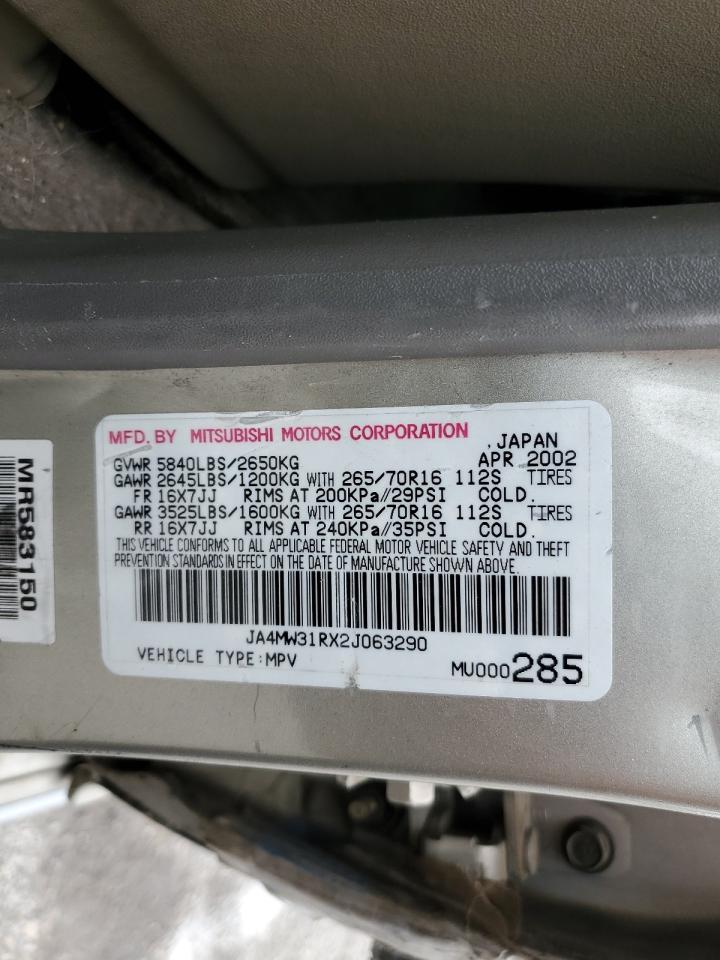 MFD. BY MITSUBISHI MOTORS CORPORATION , JAPAN
GVWR 5840LBS/2650KG APR 2002
GAWR 2645LBS/1200KG WITH 265/70R16 112S TIRES
FR 16X7JJ RIMS AT 200KPa//29PSI COLD.
GAWR 3525LBS/1600KG WITH 265/70R16 112S TIRES
RR 16X7JJ RIMS AT 240KPa//35PSI COLD.
THIS VEHICLE CONFORMS TO ALL APPLICABLE FEDERAL MOTOR VEHICLE SAFETY AND THEFT
PREVENTION STANDARDS IN EFFECT ON THE DATE OF MANUFACTURE SHOWN ABOVE.
JA4MW31RX2J063290
VEHICLE TYPE:MPV MU000285
MR583150